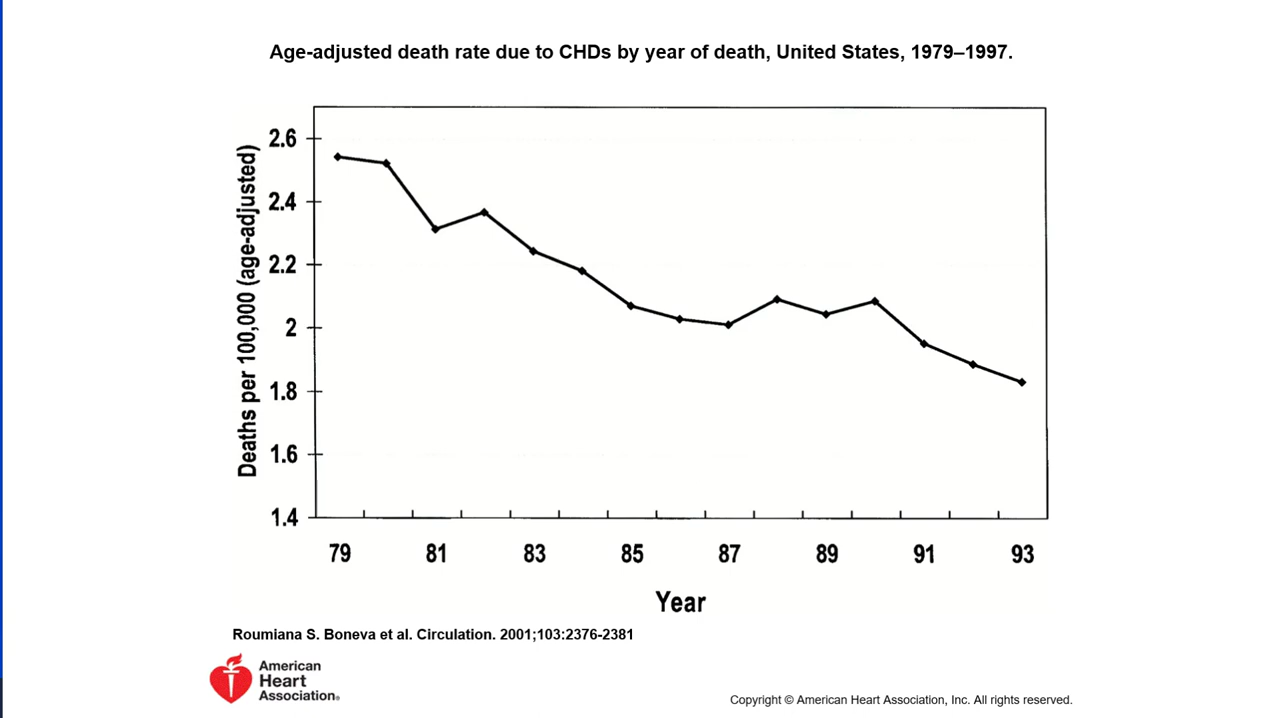 Age-adjusted death rate due to CHDs by year of death, United States, 1979–1997.
Deaths per 100,000 (age-adjusted)
2.6
2.4
2.2
2
1.8
1.6
1.4
79 81 83 85 87 89 91 93
Year
Roumiana S. Boneva et al. Circulation. 2001;103:2376-2381
American
Heart
Association®
Copyright © American Heart Association, Inc. All rights reserved.